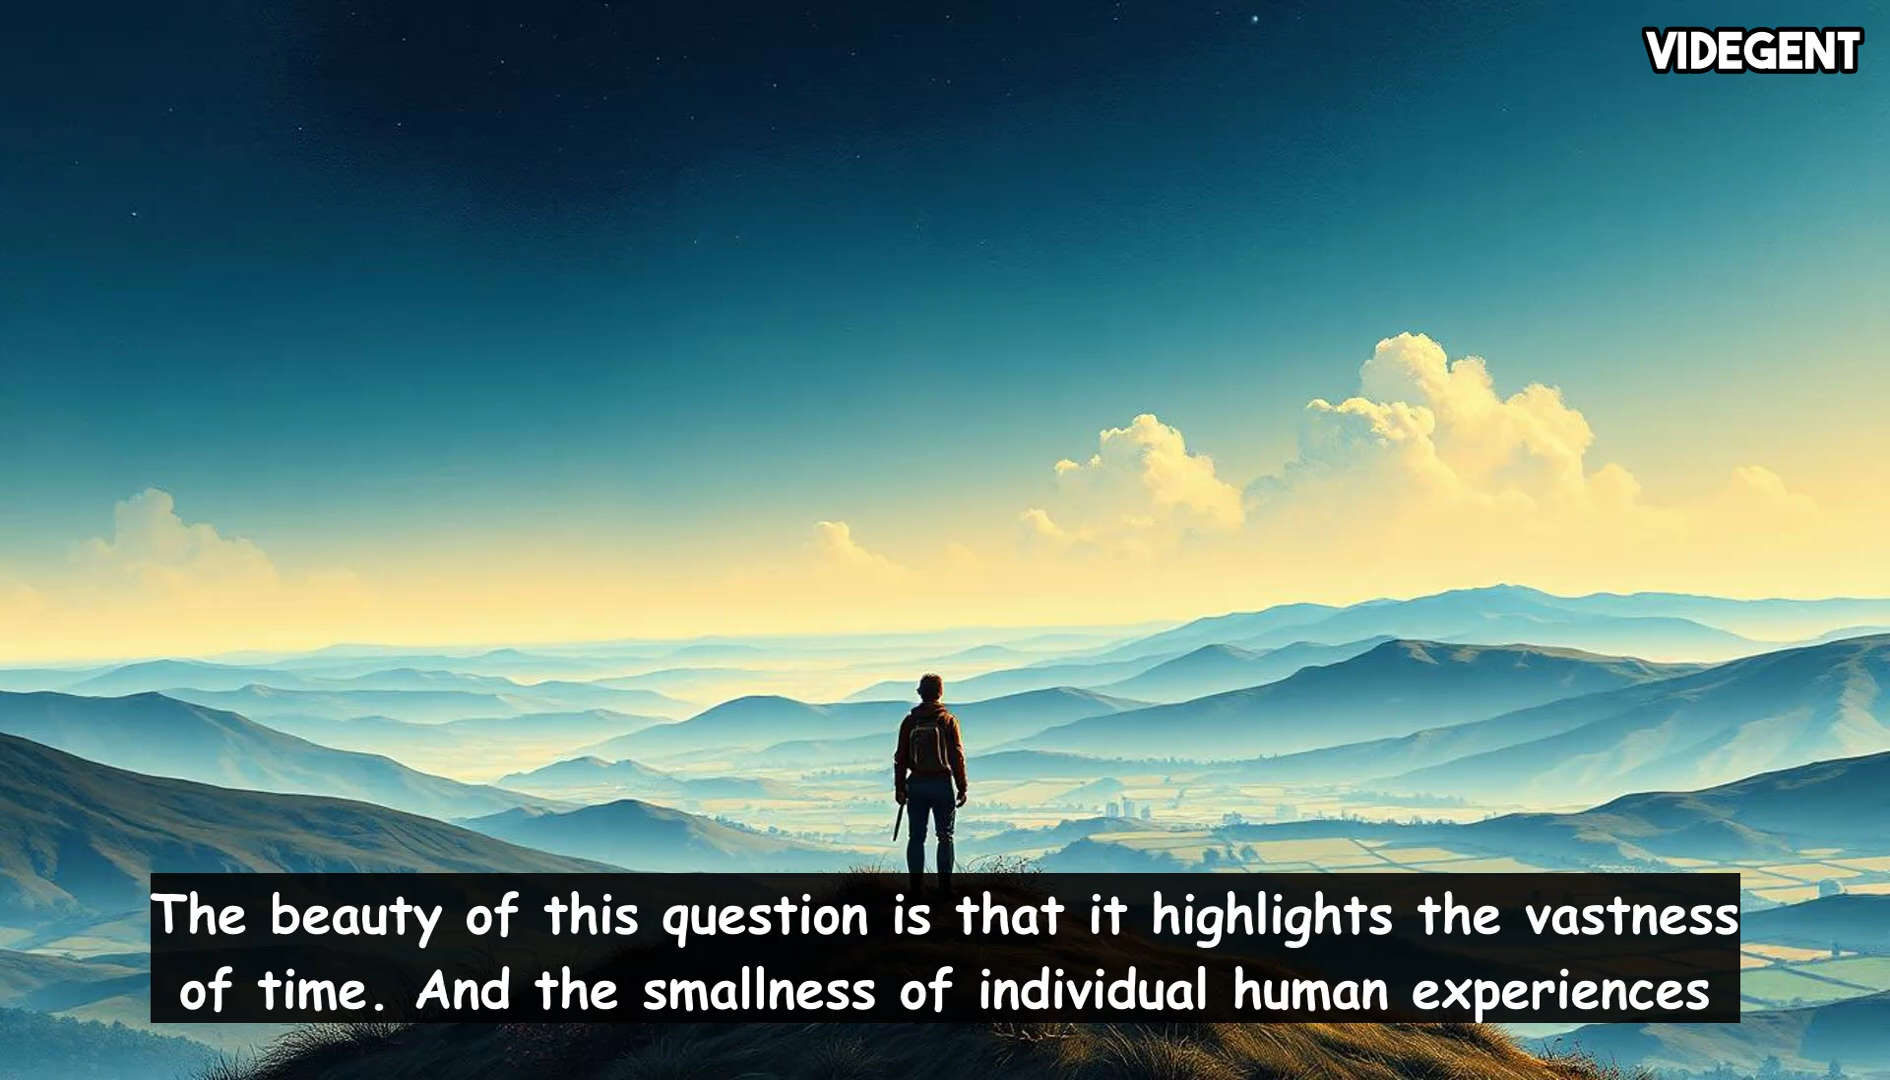 VIDEGENT
The beauty of this question is that it highlights the vastness
of time. And the smallness of individual human experiences